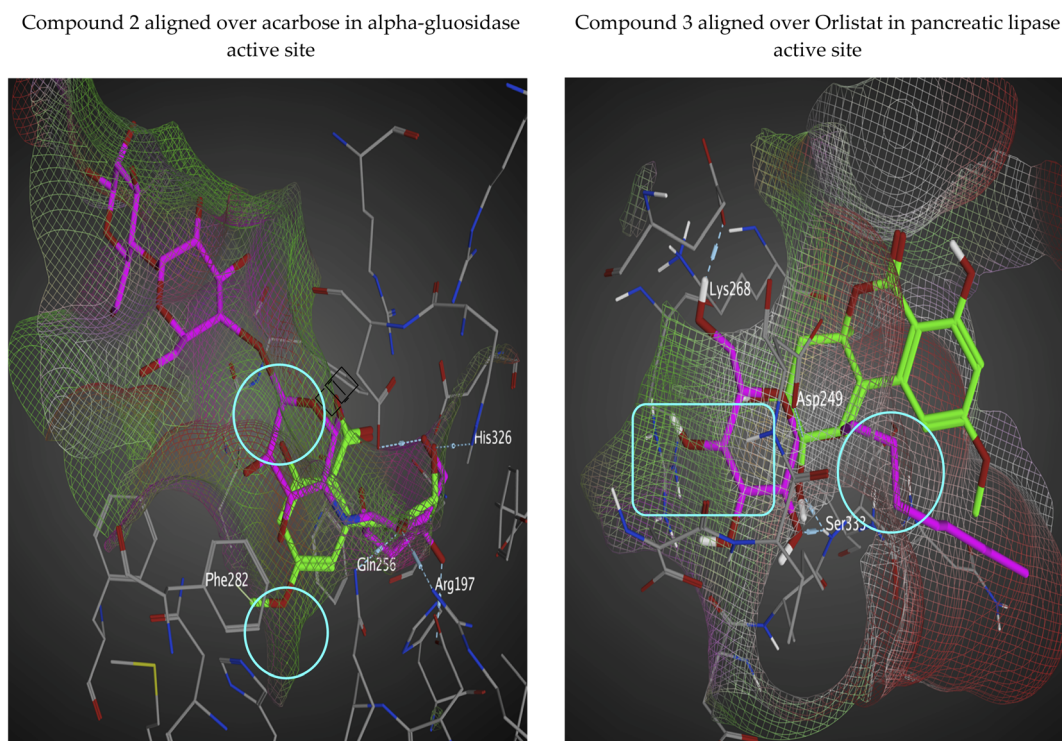 Compound 2 aligned over acarbose in alpha-gluosidase
active site
Compound 3 aligned over Orlistat in pancreatic lipase
active site
His326
Phe282
Gln256
Arg197
Lys268
Asp249
Ser333